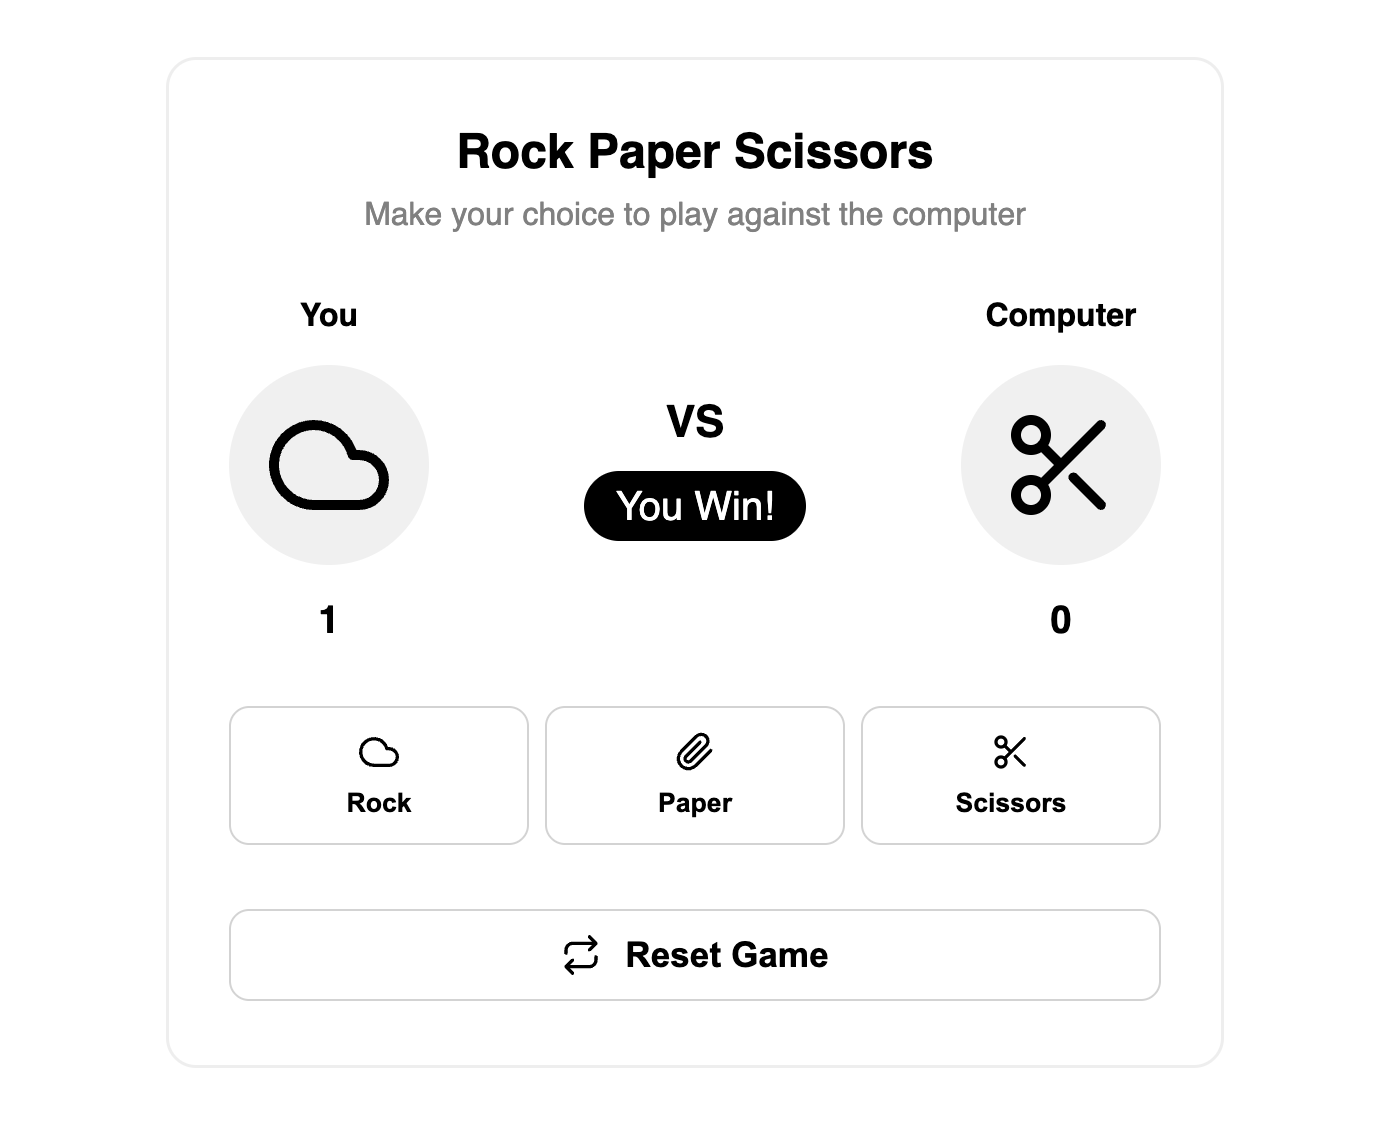 Rock Paper Scissors
Make your choice to play against the computer
You
Computer
VS
You Win!
1
0
Rock
Paper
Scissors
Reset Game